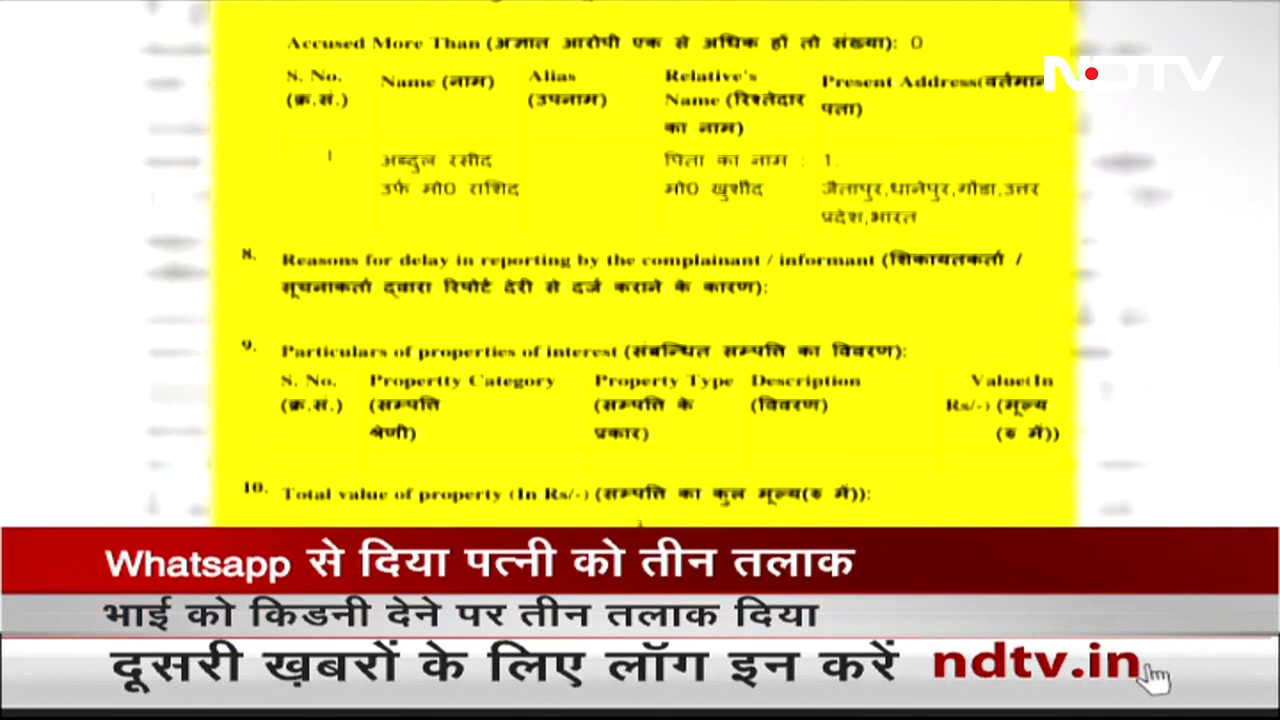 Accused More Than (अज्ञात आरोपी एक से अधिक हों तो संख्या): 0
NDTV
S. No. Name (नाम) Alias Relative's Present Address(वर्तमान
(क्र.सं.) (उपनाम) Name (रिश्तेदार पता)
का नाम)
1 अब्दुल रसीद पिता का नाम : 1.
उर्फ मो0 राशिद मो0 खुर्शीद जैतापुर,धानेपुर,गोंडा,उत्तर
प्रदेश,भारत
8. Reasons for delay in reporting by the complainant / informant (शिकायतकर्ता /
सूचनाकर्ता द्वारा रिपोर्ट देरी से दर्ज कराने के कारण):
9. Particulars of properties of interest (संबन्धित सम्पति का विवरण):
S. No. Propertty Category Property Type Description Value(In
(क्र.सं.) (सम्पति (सम्पति के (विवरण) Rs/-) (मूल्य
श्रेणी) प्रकार) (रु में))
10. Total value of property (In Rs/-) (सम्पति का कुल मूल्य(रु में)):
Whatsapp से दिया पत्नी को तीन तलाक
भाई को किडनी देने पर तीन तलाक दिया
दूसरी ख़बरों के लिए लॉग इन करें ndtv.in